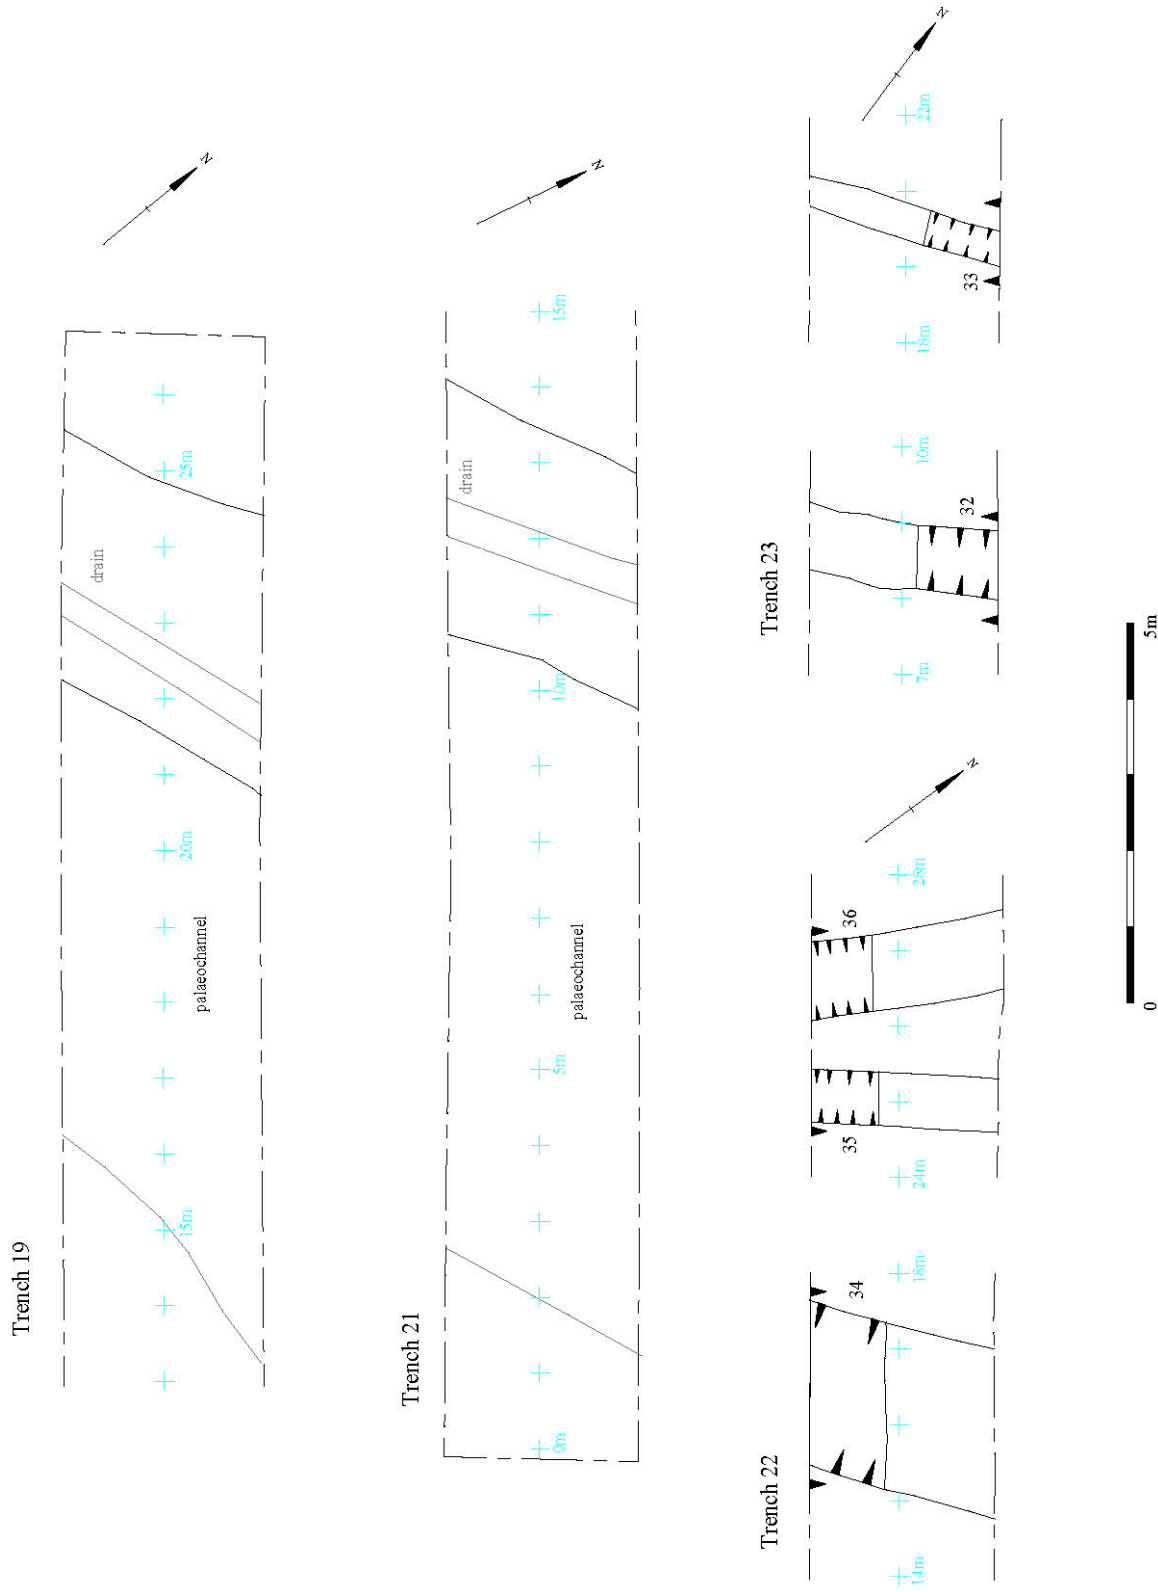 Trench 19
N
25m
drain
20m
palaeochannel
15m
Trench 21
N
15m
drain
10m
palaeochannel
5m
0m
Trench 23
N
22m
33
18m
10m
32
7m
Trench 22
N
28m
36
35
24m
18m
34
14m
0
5m